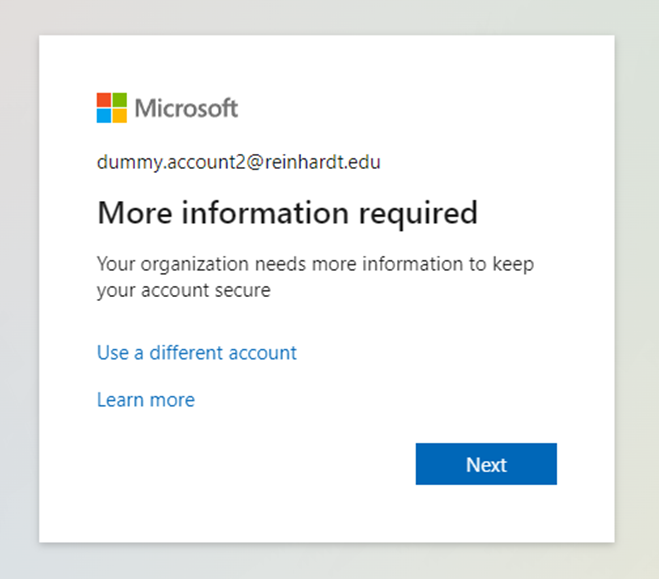 Microsoft
dummy.account2@reinhardt.edu
More information required
Your organization needs more information to keep
your account secure
Use a different account
Learn more
Next